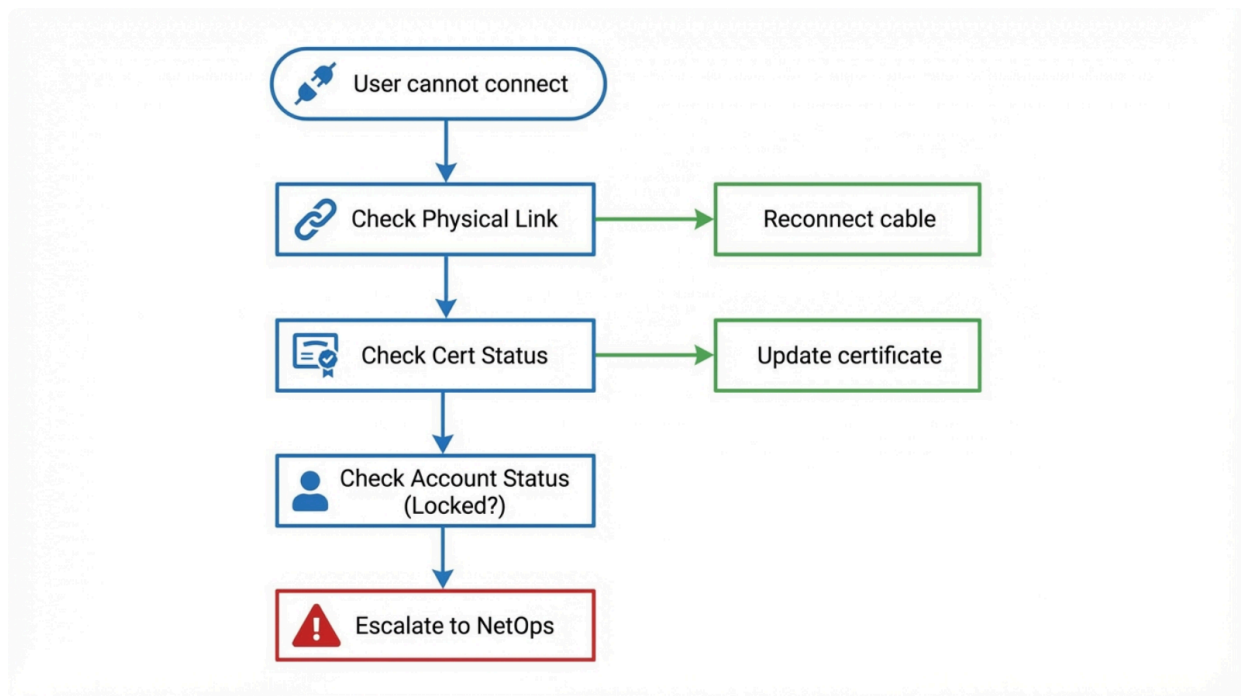 User cannot connect
Check Physical Link
Reconnect cable
Check Cert Status
Update certificate
Check Account Status
(Locked?)
Escalate to NetOps